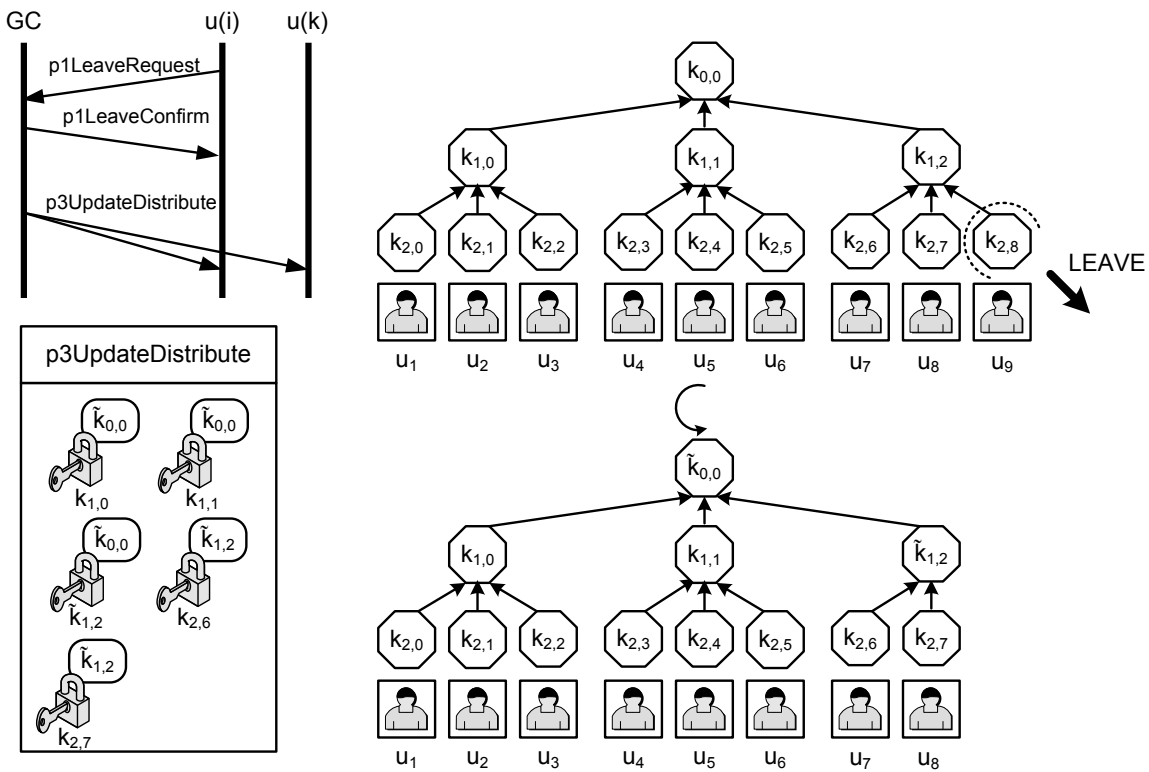 GC u(i) u(k)
p1LeaveRequest
p1LeaveConfirm
p3UpdateDistribute
p3UpdateDistribute
k̃0,0 k̃0,0
k1,0 k1,1
k̃0,0 k̃1,2
k̃1,2 k2,6
k̃1,2
k2,7
k0,0
k1,0 k1,1 k1,2
k2,0 k2,1 k2,2 k2,3 k2,4 k2,5 k2,6 k2,7 k2,8
LEAVE
u1 u2 u3 u4 u5 u6 u7 u8 u9
k̃0,0
k1,0 k1,1 k̃1,2
k2,0 k2,1 k2,2 k2,3 k2,4 k2,5 k2,6 k2,7
u1 u2 u3 u4 u5 u6 u7 u8